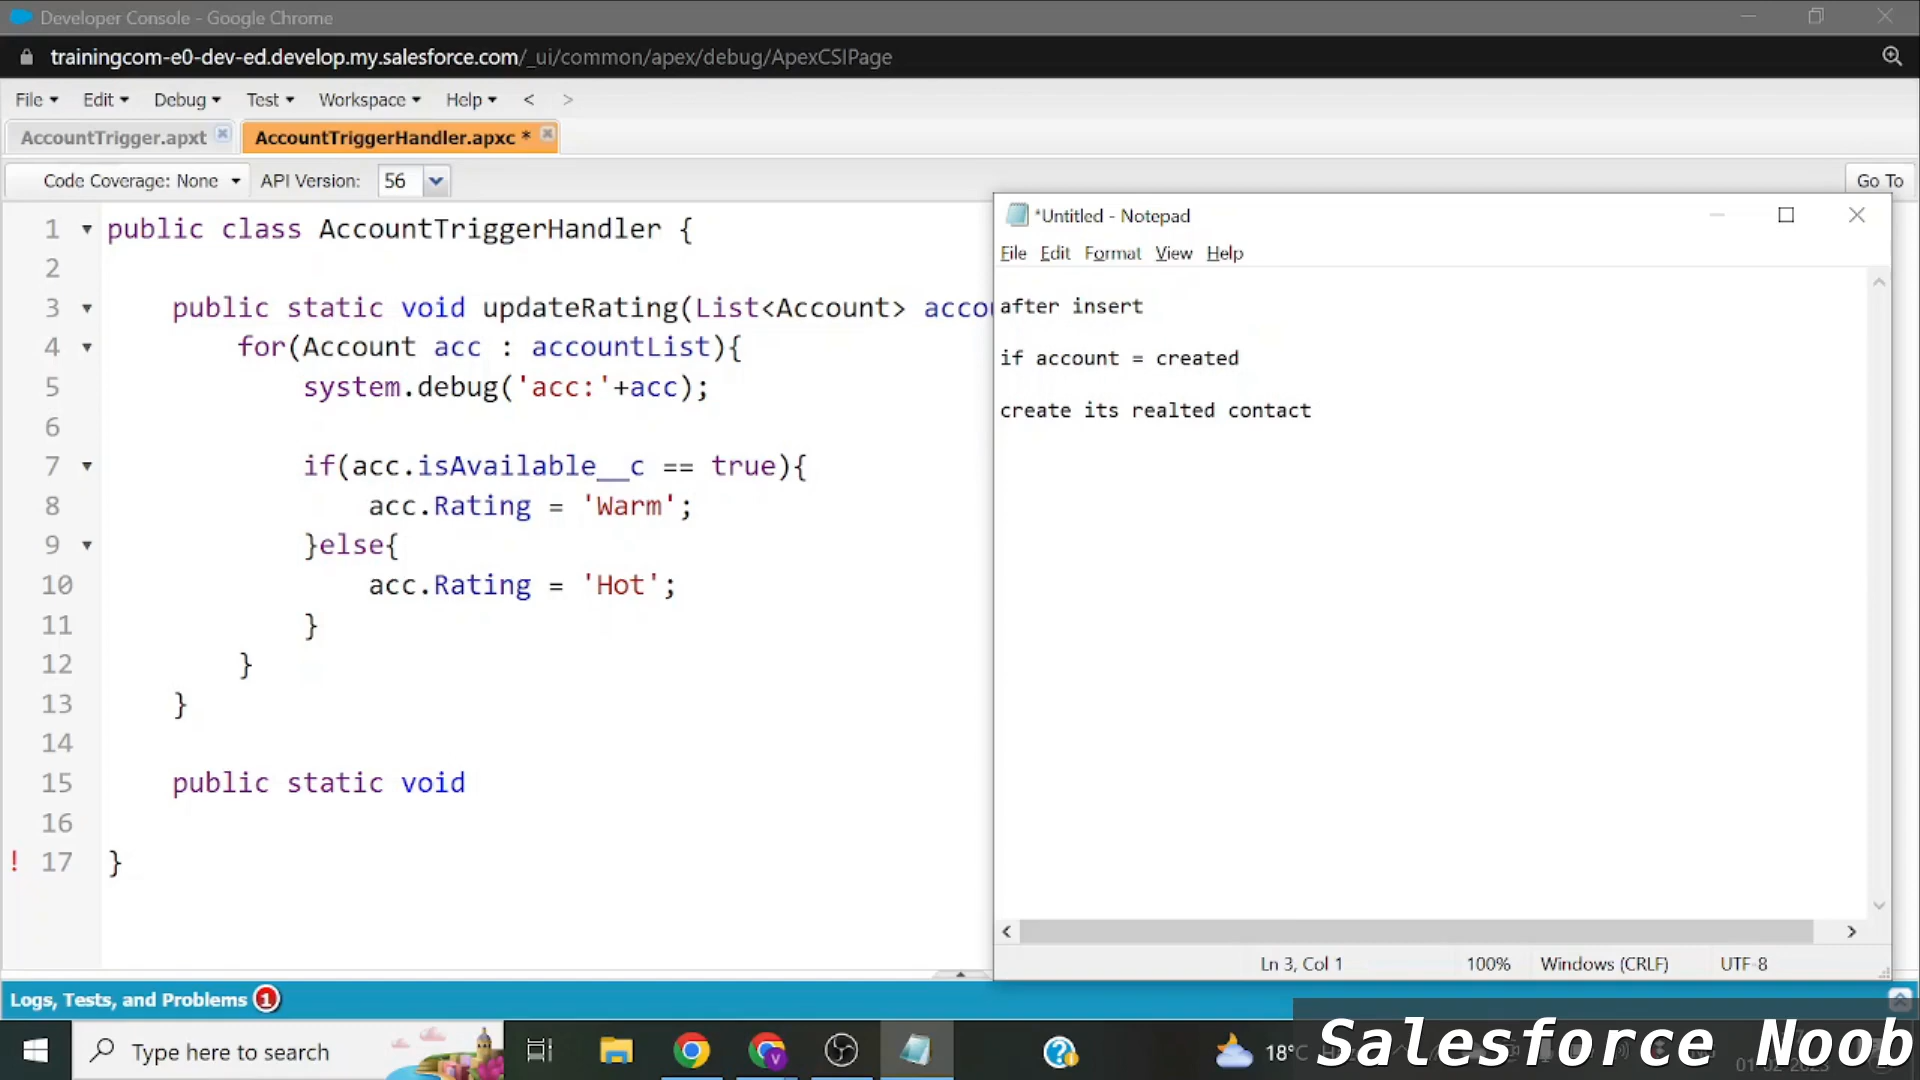 Developer Console - Google Chrome
trainingcom-e0-dev-ed.develop.my.salesforce.com/_ui/common/apex/debug/ApexCSIPage
File Edit Debug Test Workspace Help < >
AccountTrigger.apxt AccountTriggerHandler.apxc *
Code Coverage: None API Version: 56 Go To
1 public class AccountTriggerHandler {
2
3 public static void updateRating(List<Account> acco
4 for(Account acc : accountList){
5 system.debug('acc:'+acc);
6
7 if(acc.isAvailable__c == true){
8 acc.Rating = 'Warm';
9 }else{
10 acc.Rating = 'Hot';
11 }
12 }
13 }
14
15 public static void
16
! 17 }
*Untitled - Notepad
File Edit Format View Help
after insert
if account = created
create its realted contact
Ln 3, Col 1 100% Windows (CRLF) UTF-8
Logs, Tests, and Problems 1
Type here to search
18°C
Salesforce Noob